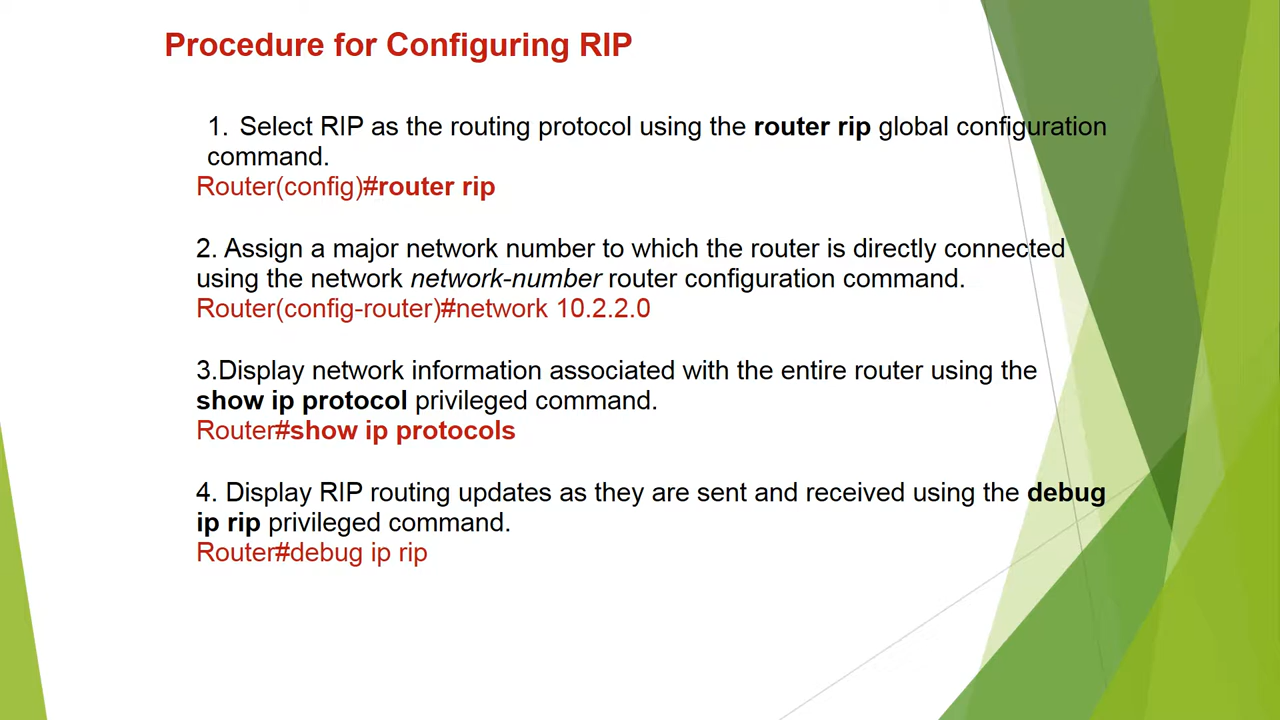 Procedure for Configuring RIP
1. Select RIP as the routing protocol using the router rip global configuration
command.
Router(config)#router rip
2. Assign a major network number to which the router is directly connected
using the network network-number router configuration command.
Router(config-router)#network 10.2.2.0
3.Display network information associated with the entire router using the
show ip protocol privileged command.
Router#show ip protocols
4. Display RIP routing updates as they are sent and received using the debug
ip rip privileged command.
Router#debug ip rip